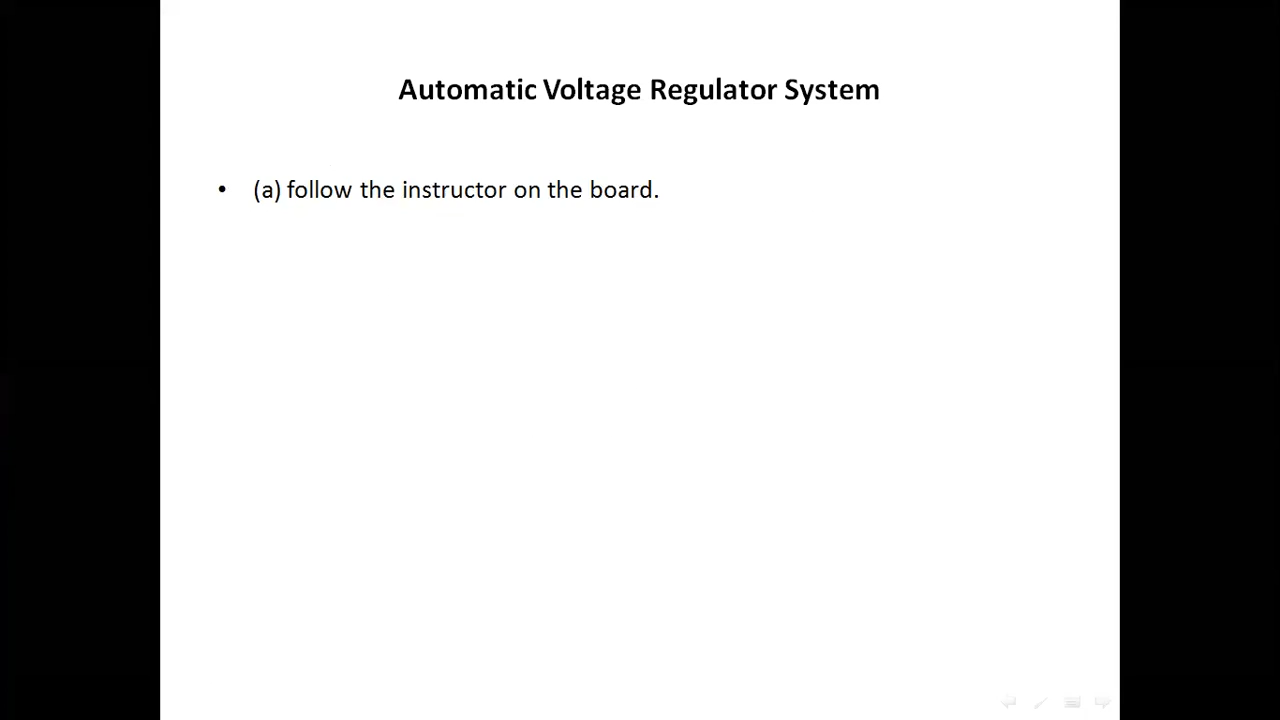 Automatic Voltage Regulator System
• (a) follow the instructor on the board.